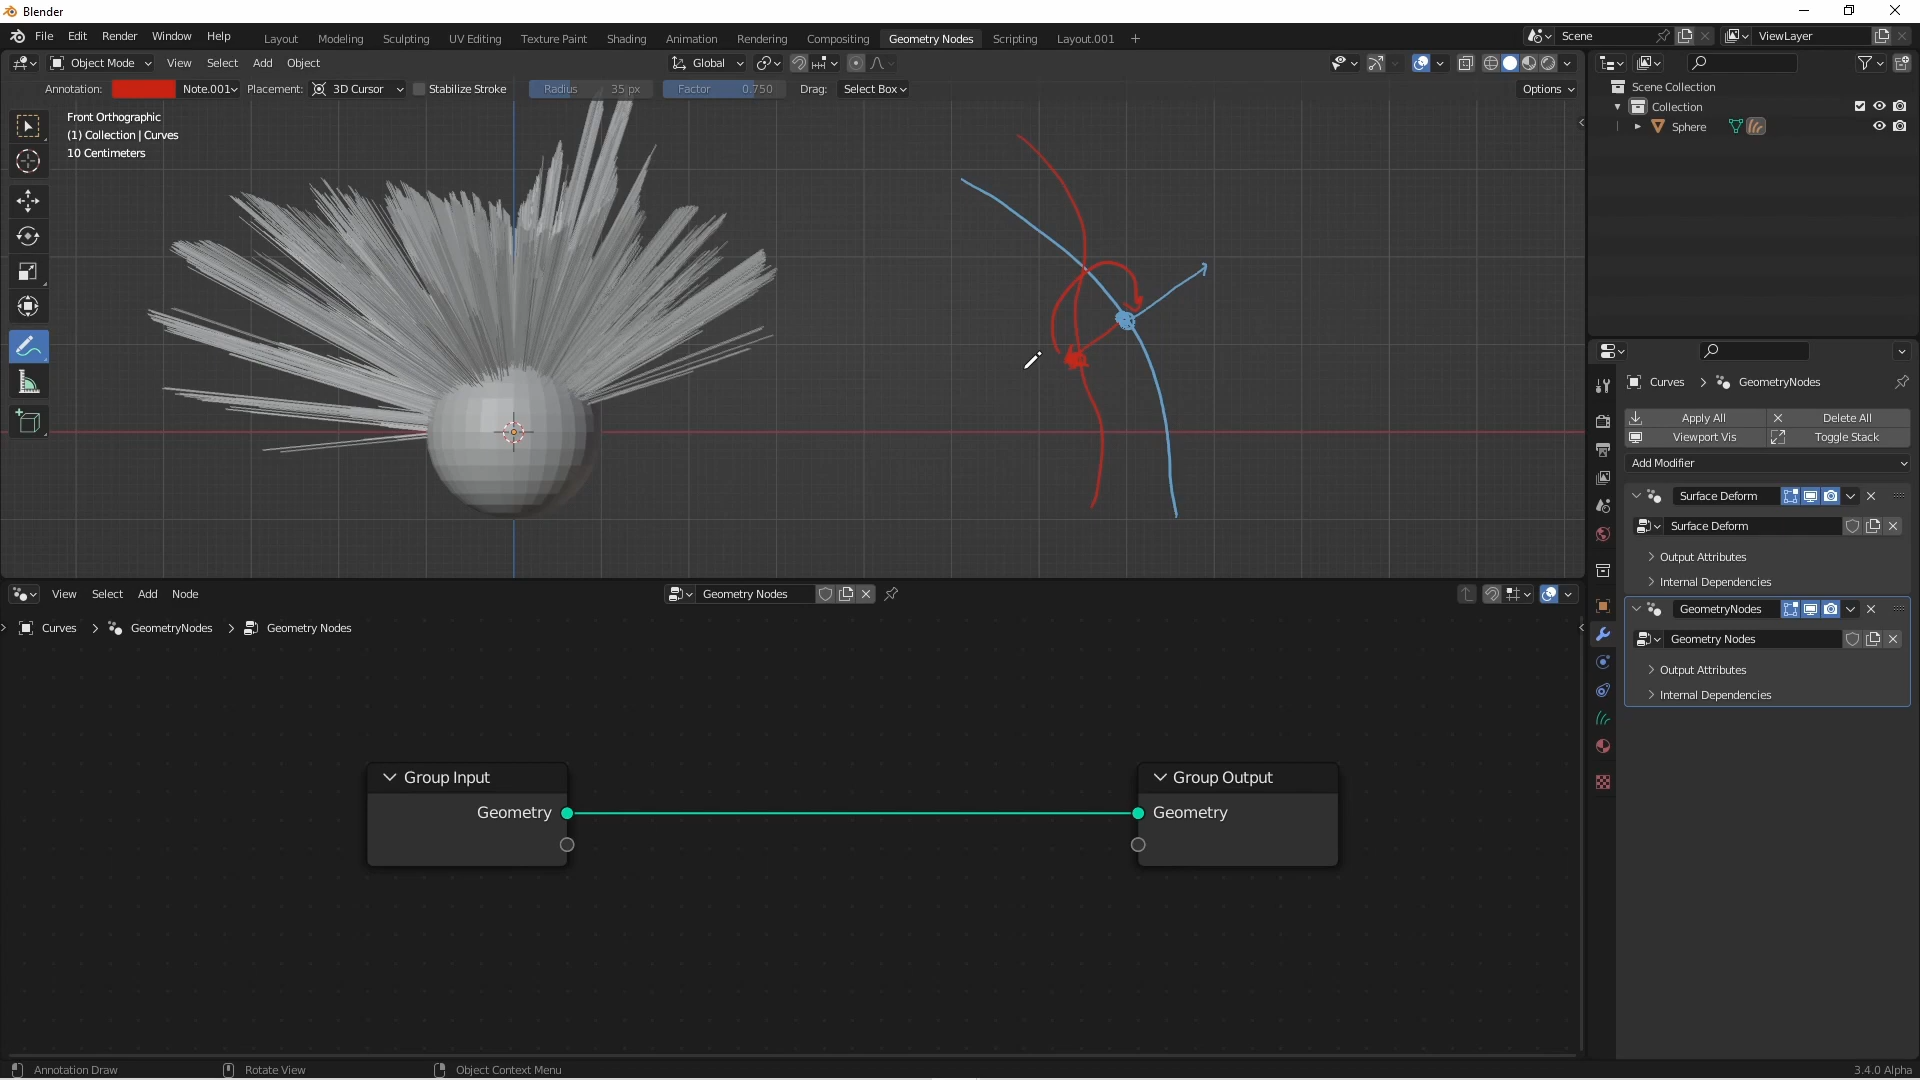 Blender
File Edit Render Window Help
Layout Modeling Sculpting UV Editing Texture Paint Shading Animation Rendering Compositing Geometry Nodes Scripting Layout.001 +
Scene
ViewLayer
Object Mode View Select Add Object
Global
Annotation: Note.001 Placement: 3D Cursor Stabilize Stroke Radius 35 px Factor 0.750 Drag: Select Box
Options
Front Orthographic
(1) Collection | Curves
10 Centimeters
Scene Collection
Collection
Sphere
Curves > GeometryNodes
Apply All Delete All
Viewport Vis Toggle Stack
Add Modifier
Surface Deform
Surface Deform
Output Attributes
Internal Dependencies
GeometryNodes
Geometry Nodes
Output Attributes
Internal Dependencies
View Select Add Node
Geometry Nodes
Curves > GeometryNodes > Geometry Nodes
Group Input
Geometry
Group Output
Geometry
Annotation Draw
Rotate View
Object Context Menu
3.4.0 Alpha